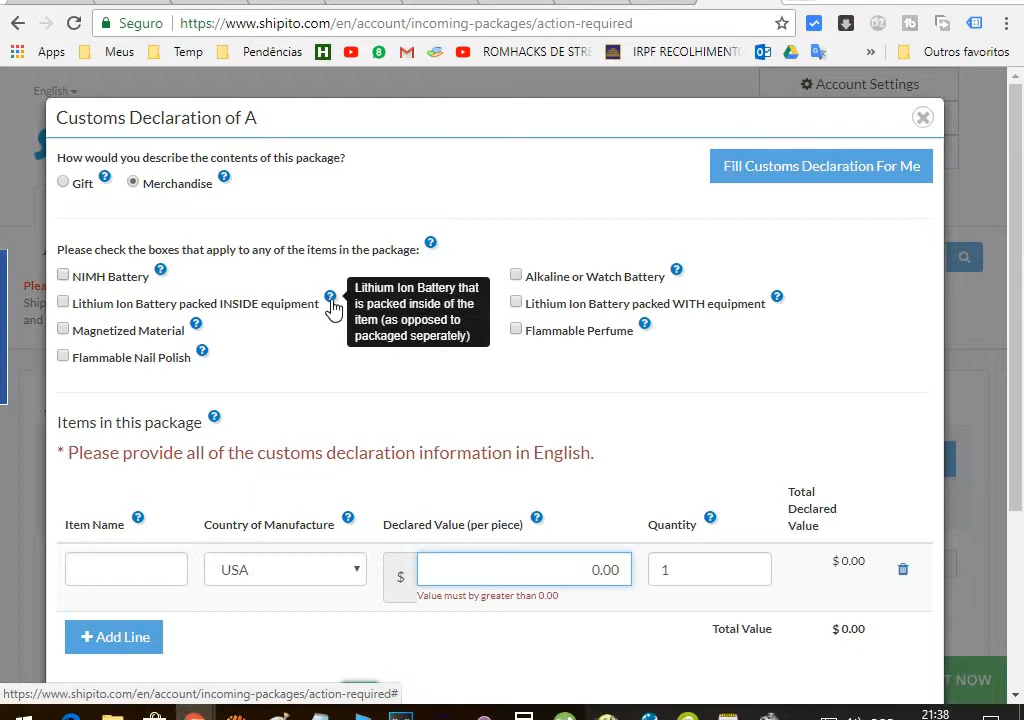 Seguro https://www.shipito.com/en/account/incoming-packages/action-required
Apps Meus Temp Pendências ROMHACKS DE STRE IRPF RECOLHIMENT » Outros favoritos
English
Account Settings
Customs Declaration of A
How would you describe the contents of this package?
Fill Customs Declaration For Me
Gift Merchandise
Please check the boxes that apply to any of the items in the package:
NIMH Battery
Alkaline or Watch Battery
Lithium Ion Battery packed INSIDE equipment
Lithium Ion Battery that
is packed inside of the
item (as opposed to
packaged seperately)
Lithium Ion Battery packed WITH equipment
Magnetized Material
Flammable Perfume
Flammable Nail Polish
Items in this package
* Please provide all of the customs declaration information in English.
Item Name
Country of Manufacture
Declared Value (per piece)
Quantity
Total
Declared
Value
USA
$
0.00
1
$ 0.00
Value must by greater than 0.00
+ Add Line
Total Value
$ 0.00
https://www.shipito.com/en/account/incoming-packages/action-required#
T NOW
21:38